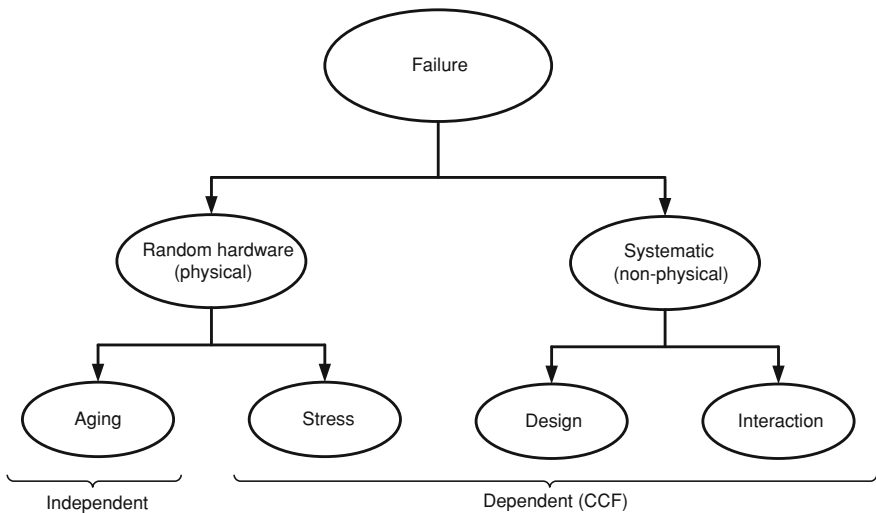 Failure
Random hardware
(physical)
Systematic
(non-physical)
Aging
Stress
Design
Interaction
Independent
Dependent (CCF)